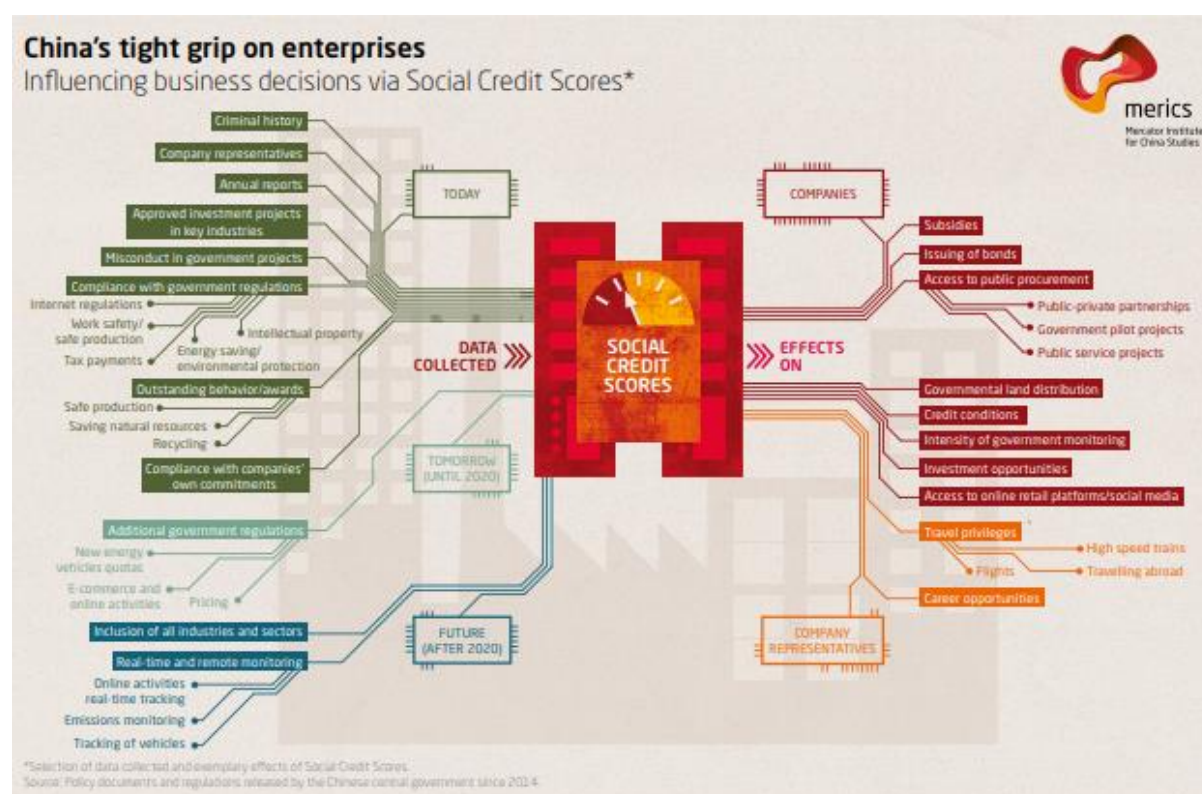 China's tight grip on enterprises
Influencing business decisions via Social Credit Scores*
merics
Mercator Institute
for China Studies
Criminal history
Company representatives
Annual reports
Approved investment projects
in key industries
Misconduct in government projects
Compliance with government regulations
Internet regulations
Work safety/
safe production
Tax payments
Energy saving/
environmental protection
Intellectual property
Outstanding behavior/awards
Safe production
Saving natural resources
Recycling
Compliance with companies'
own commitments
TODAY
DATA
COLLECTED
TOMORROW
(UNTIL 2020)
Additional government regulations
New energy
vehicles quotas
E-commerce and
online activities
Pricing
Inclusion of all industries and sectors
Real-time and remote monitoring
Online activities
real-time tracking
Emissions monitoring
Tracking of vehicles
FUTURE
(AFTER 2020)
SOCIAL
CREDIT
SCORES
EFFECTS
ON
COMPANIES
Subsidies
Issuing of bonds
Access to public procurement
Public-private partnerships
Government pilot projects
Public service projects
Governmental land distribution
Credit conditions
Intensity of government monitoring
Investment opportunities
Access to online retail platforms/social media
Travel privileges
High speed trains
Flights
Travelling abroad
Career opportunities
COMPANY
REPRESENTATIVES
*Selection of data collected and exemplary effects of Social Credit Scores.
Source: Policy documents and regulations released by the Chinese central government since 2014.